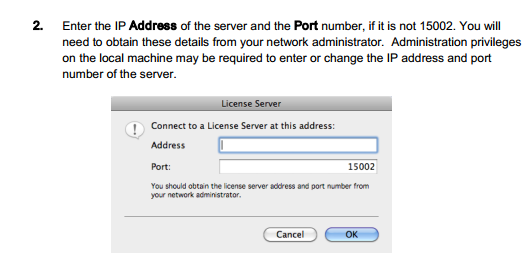 2. Enter the IP Address of the server and the Port number, if it is not 15002. You will
need to obtain these details from your network administrator. Administration privileges
on the local machine may be required to enter or change the IP address and port
number of the server.
License Server
Connect to a License Server at this address:
Address
Port: 15002
You should obtain the license server address and port number from
your network administrator.
Cancel OK